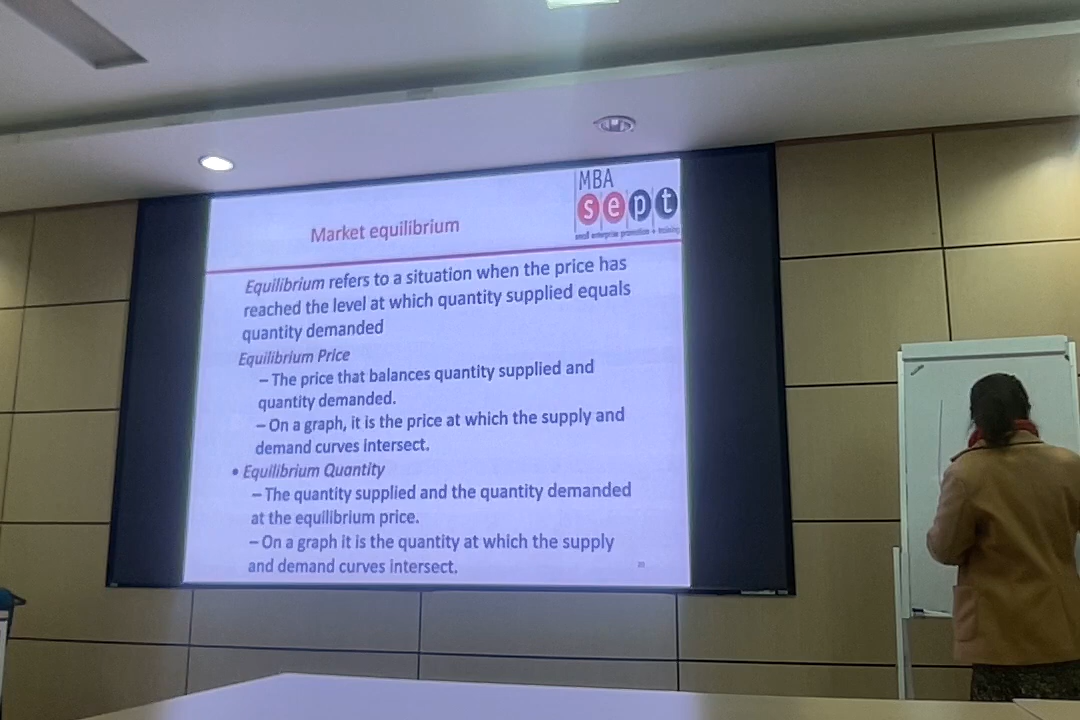 MBA
sept
small enterprise promotion + training
Market equilibrium
Equilibrium refers to a situation when the price has
reached the level at which quantity supplied equals
quantity demanded
Equilibrium Price
– The price that balances quantity supplied and
quantity demanded.
– On a graph, it is the price at which the supply and
demand curves intersect.
• Equilibrium Quantity
– The quantity supplied and the quantity demanded
at the equilibrium price.
– On a graph it is the quantity at which the supply
and demand curves intersect.